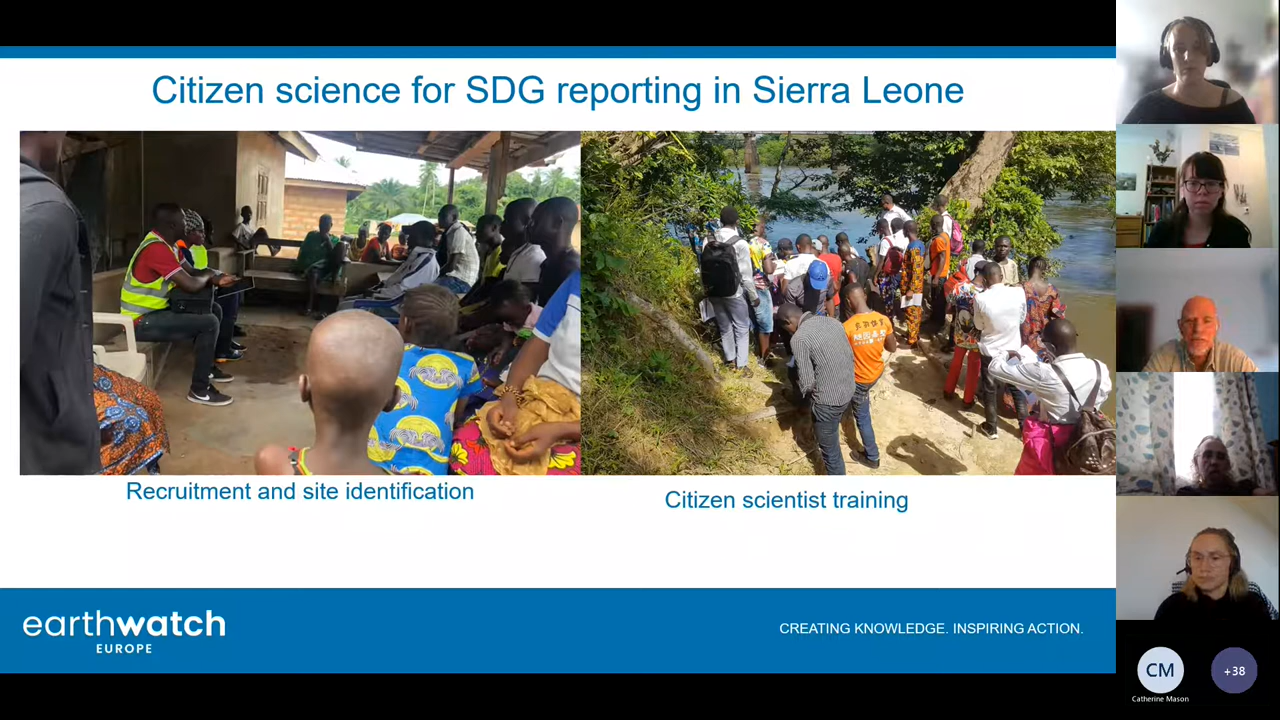 Citizen science for SDG reporting in Sierra Leone
Recruitment and site identification
Citizen scientist training
earthwatch
EUROPE
CREATING KNOWLEDGE. INSPIRING ACTION.
CM
+38
Catherine Mason